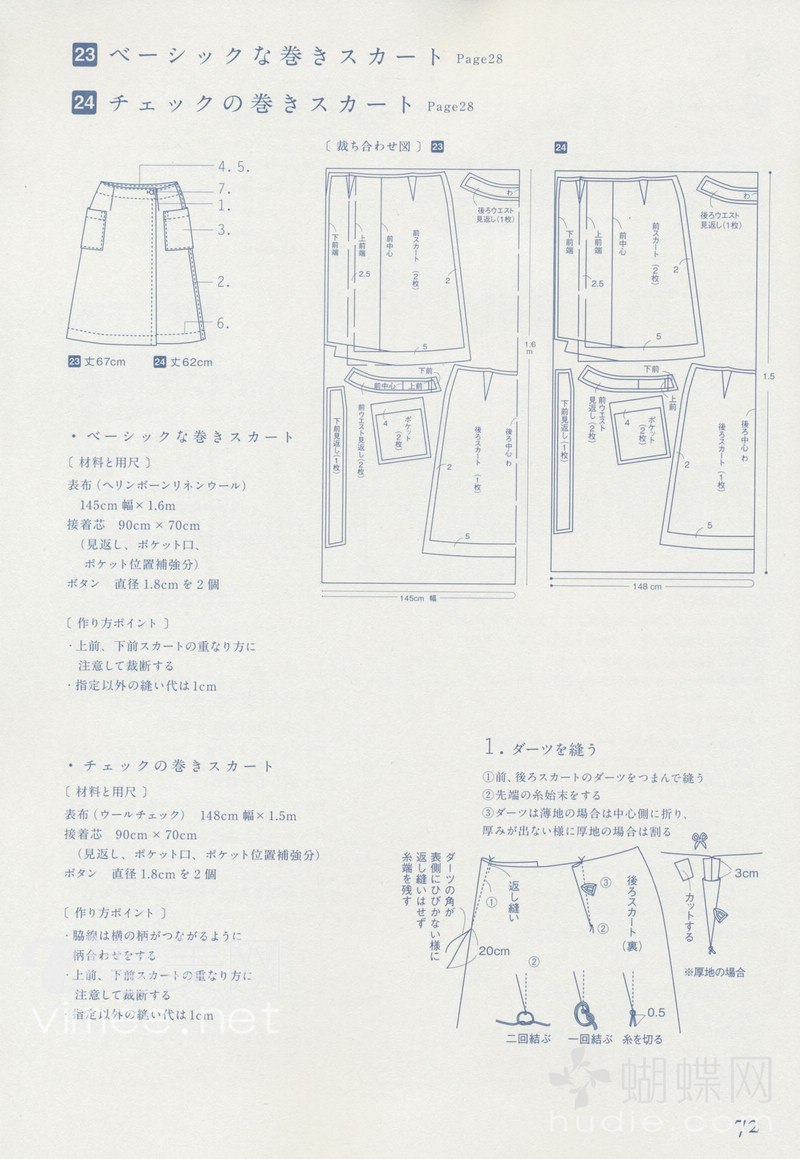 23 ベーシックな巻きスカート Page28
24 チェックの巻きスカート Page28
4. 5.
7.
1.
3.
2.
6.
23 丈67cm 24 丈62cm
〔 裁ち合わせ図 〕 23
わ
後ろウエスト
見返し(1枚)
下前端
上前端
前中心
前スカート(2枚)
2.5
2
5
1.6
m
下前
前中心
上前
下前見返し(1枚)
前ウエスト見返し(2枚)
ポケット(2枚)
4
後ろスカート(1枚)
後ろ中心わ
2
5
145cm 幅
24
わ
後ろウエスト
見返し(1枚)
下前端
上前端
前中心
前スカート(2枚)
2.5
2
5
1.5
下前
上前
下前見返し(1枚)
前ウエスト
見返し(2枚)
ポケット(2枚)
4
後ろスカート(1枚)
後ろ中心わ
2
5
148 cm
・ベーシックな巻きスカート
〔 材料と用尺 〕
表布(ヘリンボーンリネンウール)
145cm 幅×1.6m
接着芯 90cm×70cm
(見返し、ポケット口、
ポケット位置補強分)
ボタン 直径1.8cmを2個
〔 作り方ポイント 〕
・上前、下前スカートの重なり方に
注意して裁断する
・指定以外の縫い代は1cm
・チェックの巻きスカート
〔 材料と用尺 〕
表布(ウールチェック) 148cm 幅×1.5m
接着芯 90cm×70cm
(見返し、ポケット口、ポケット位置補強分)
ボタン 直径1.8cmを2個
〔 作り方ポイント 〕
・脇線は横の柄がつながるように
柄合わせをする
・上前、下前スカートの重なり方に
注意して裁断する
・指定以外の縫い代は1cm
1. ダーツを縫う
①前、後ろスカートのダーツをつまんで縫う
②先端の糸始末をする
③ダーツは薄地の場合は中心側に折り、
厚みが出ない様に厚地の場合は割る
ダーツの角が
表側にひびかない様に
返し縫いはせず
糸端を残す
①
返し縫い
20cm
③
②
後ろスカート(裏)
3cm
カットする
※厚地の場合
②
0.5
二回結ぶ 一回結ぶ 糸を切る
蝴蝶网
hudie.com
72